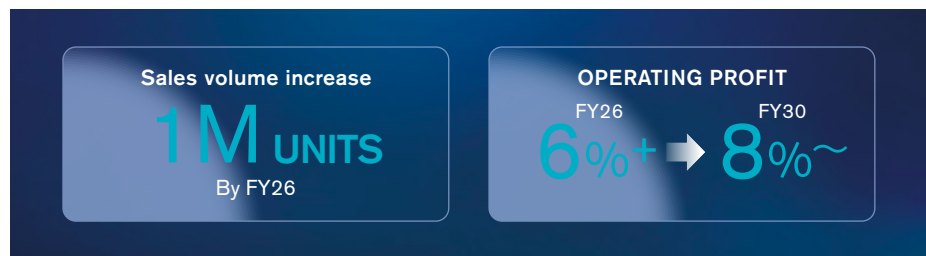 Sales volume increase
1M UNITS
By FY26
OPERATING PROFIT
FY26 FY30
6%+ 8%~